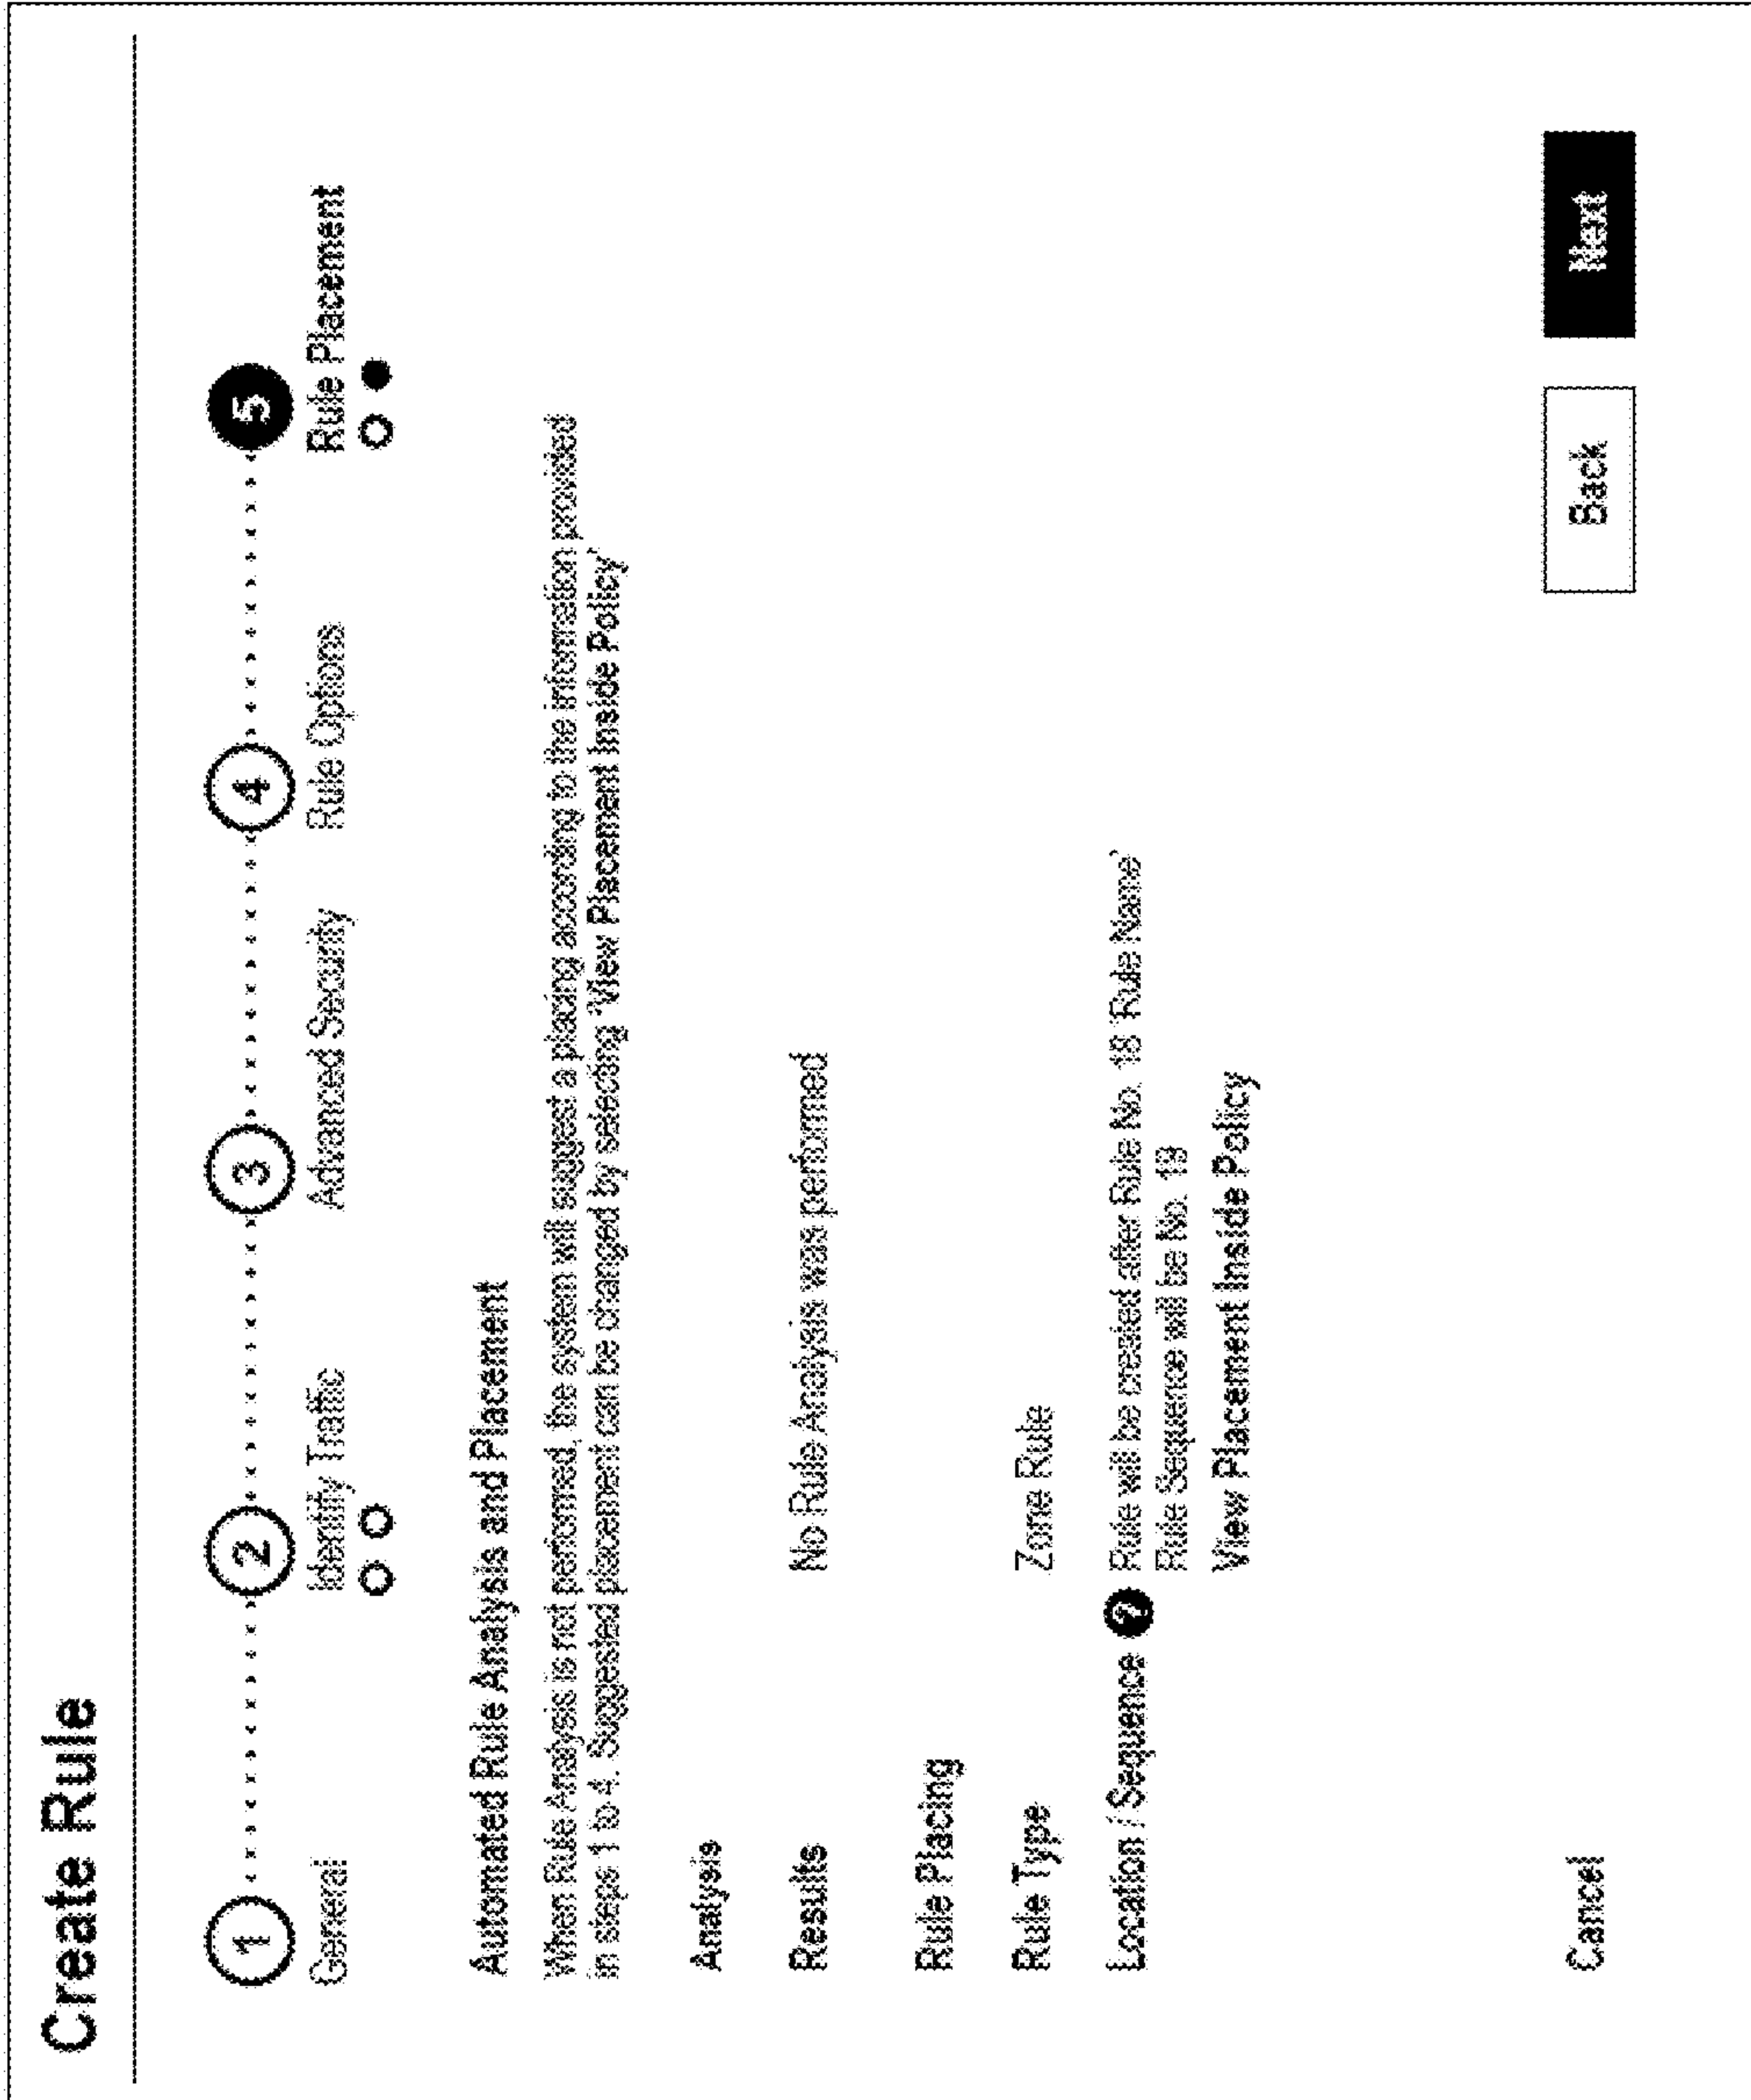 Create Rule
1 2 3 4 5
General Identify Traffic Advanced Security Rule Options Rule Placement
Automated Rule Analysis and Placement
When Rule Analysis is not performed, the system will suggest a placing according to the information provided
in steps 1 to 4. Suggested placement can be changed by selecting 'View Placement Inside Policy'
Analysis
Results No Rule Analysis was performed
Rule Placing
Rule Type Zone Rule
Location / Sequence ? Rule will be created after Rule No. 18 'Rule Name'
Rule Sequence will be No.
View Placement Inside Policy
Cancel Back Next